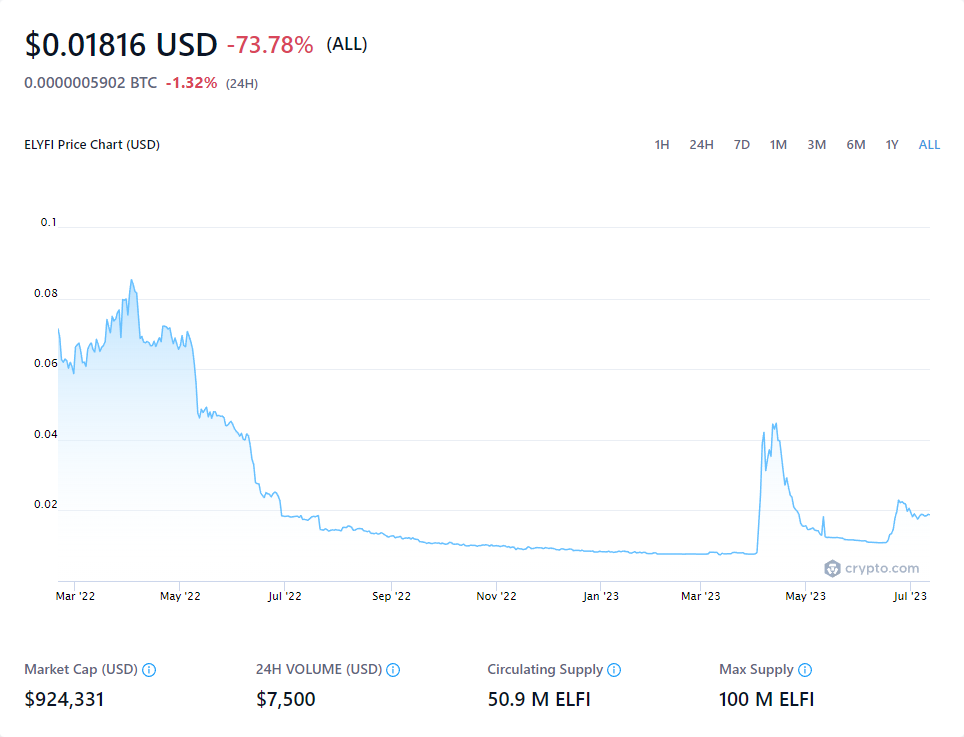 $0.01816 USD -73.78% (ALL)
0.0000005902 BTC -1.32% (24H)
ELYFI Price Chart (USD) 1H 24H 7D 1M 3M 6M 1Y ALL
0.1
0.08
0.06
0.04
0.02
crypto.com
Mar '22 May '22 Jul '22 Sep '22 Nov '22 Jan '23 Mar '23 May '23 Jul '23
Market Cap (USD) 24H VOLUME (USD) Circulating Supply Max Supply
$924,331 $7,500 50.9 M ELFI 100 M ELFI